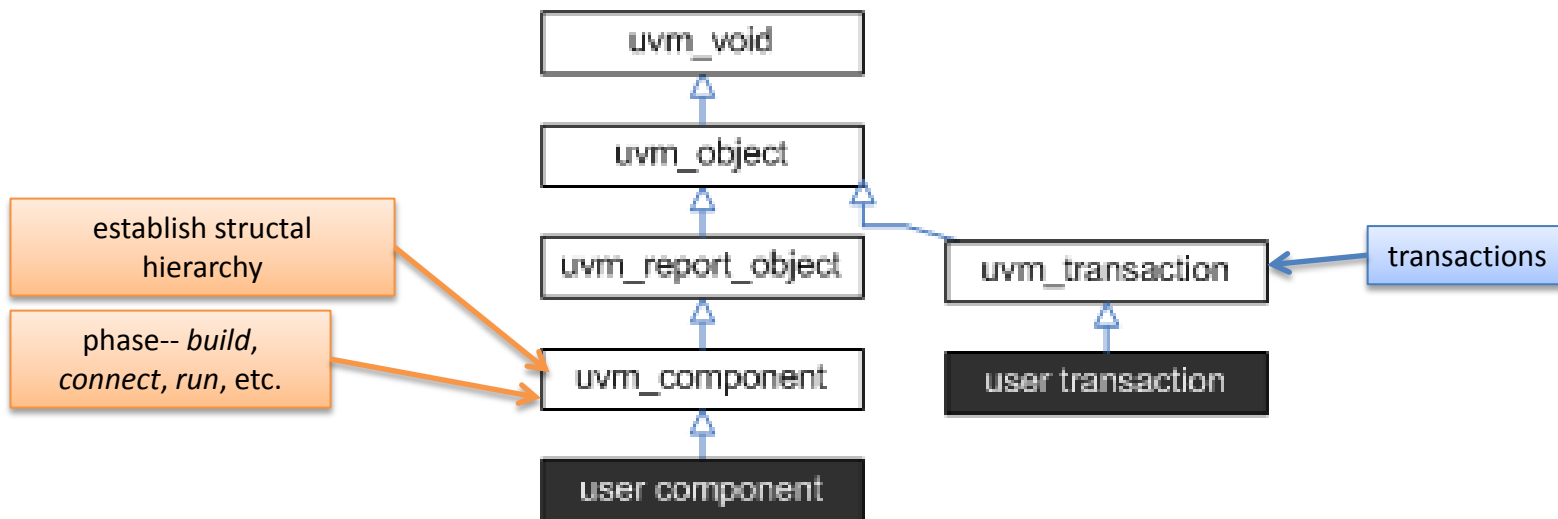 uvm_void
uvm_object
establish structal
hierarchy
uvm_report_object
uvm_transaction
transactions
phase-- build,
connect, run, etc.
uvm_component
user transaction
user component